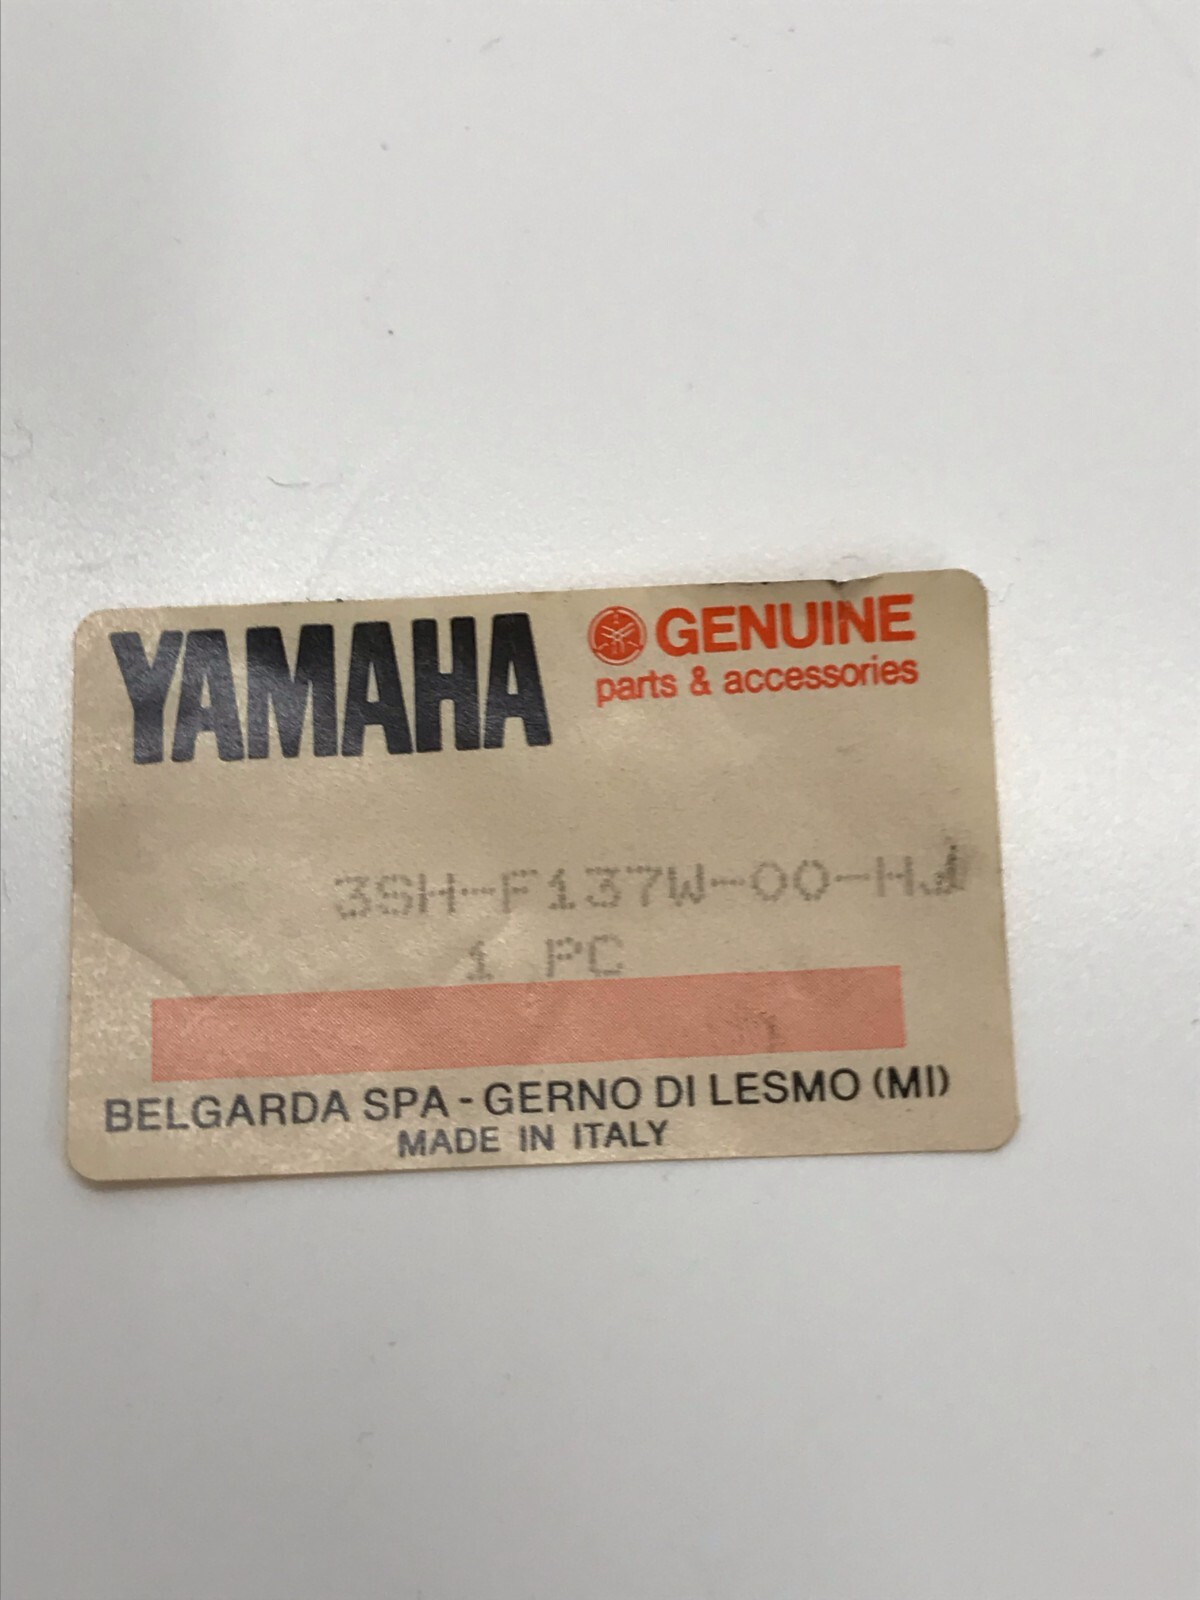 YAMAHA
GENUINE
parts & accessories
3SH-F137W-00-HJ
1 PC
BELGARDA SPA - GERNO DI LESMO (MI)
MADE IN ITALY